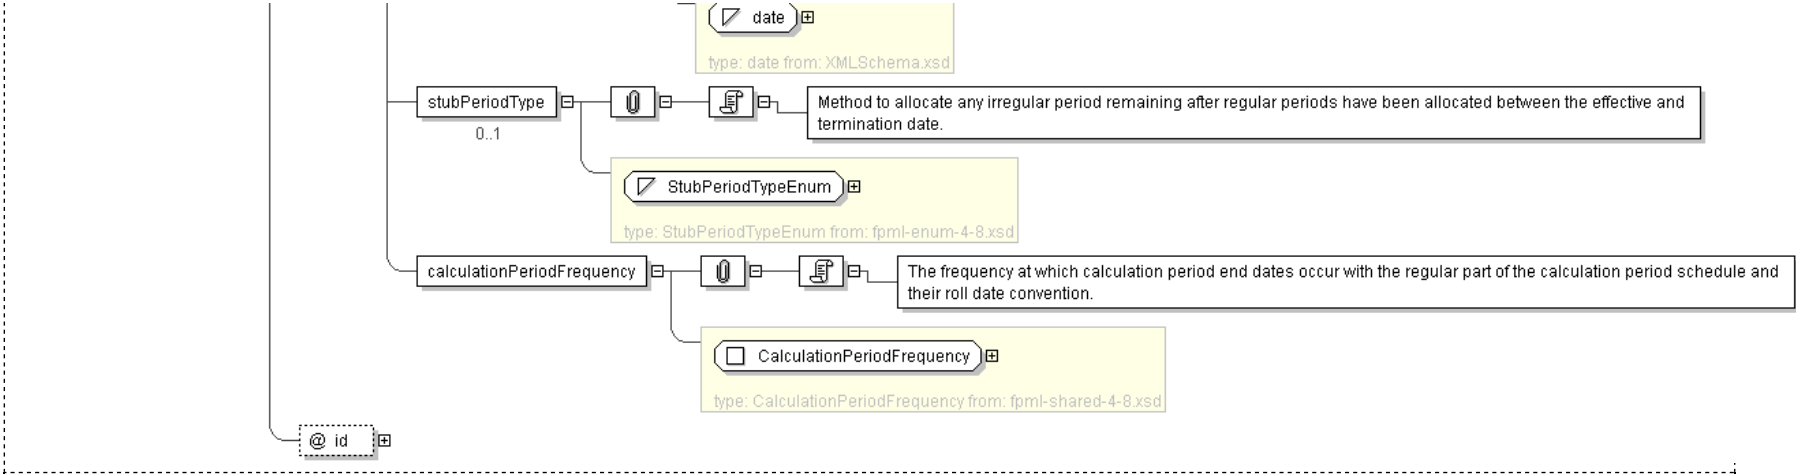 date
type: date from: XMLSchema.xsd
stubPeriodType
0..1
Method to allocate any irregular period remaining after regular periods have been allocated between the effective and
termination date.
StubPeriodTypeEnum
type: StubPeriodTypeEnum from: fpml-enum-4-8.xsd
calculationPeriodFrequency
The frequency at which calculation period end dates occur with the regular part of the calculation period schedule and
their roll date convention.
CalculationPeriodFrequency
type: CalculationPeriodFrequency from: fpml-shared-4-8.xsd
@ id